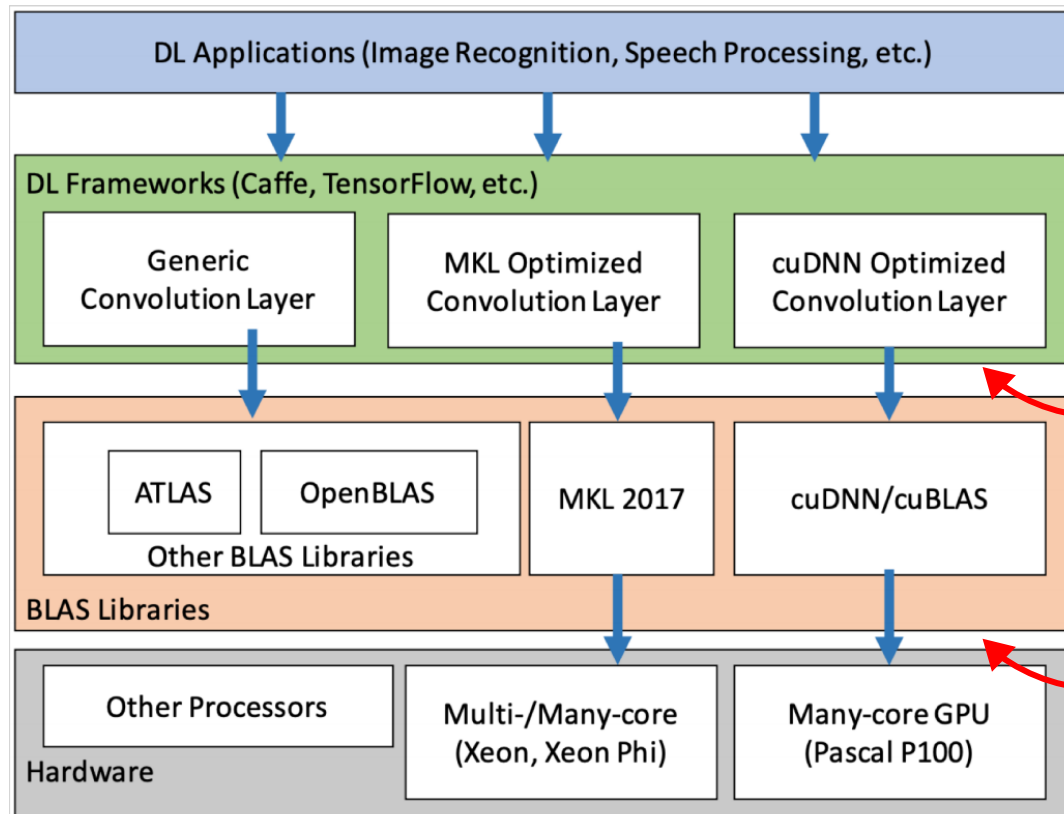 DL Applications (Image Recognition, Speech Processing, etc.)
DL Frameworks (Caffe, TensorFlow, etc.)
Generic
Convolution Layer
MKL Optimized
Convolution Layer
cuDNN Optimized
Convolution Layer
ATLAS
OpenBLAS
Other BLAS Libraries
MKL 2017
cuDNN/cuBLAS
BLAS Libraries
Other Processors
Multi-/Many-core
(Xeon, Xeon Phi)
Many-core GPU
(Pascal P100)
Hardware